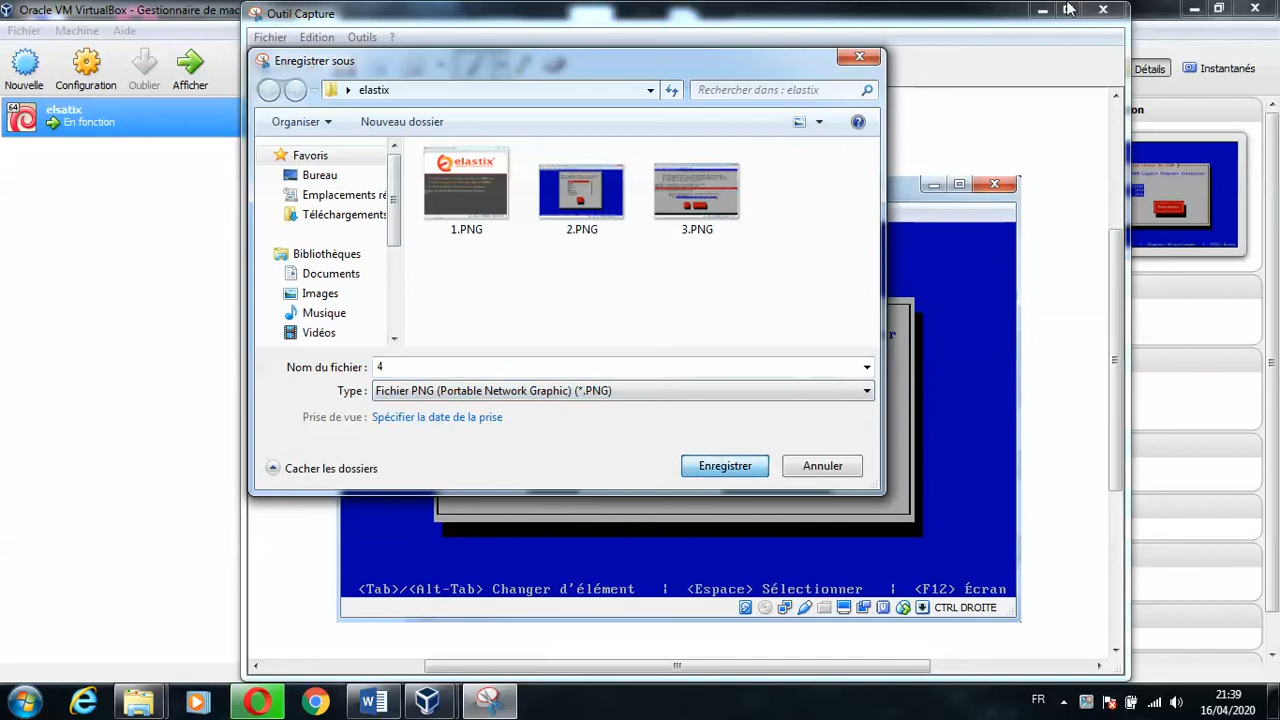 Oracle VM VirtualBox - Gestionnaire de mac
Fichier Machine Aide
Nouvelle Configuration Oublier Afficher
64 elsatix
En fonction
Outil Capture
Fichier Edition Outils ?
Enregistrer sous
elastix
Rechercher dans : elastix
Organiser Nouveau dossier
Favoris
Bureau
Emplacements ré
Téléchargements
Bibliothèques
Documents
Images
Musique
Vidéos
elastix
1.PNG 2.PNG 3.PNG
Nom du fichier : 4
Type : Fichier PNG (Portable Network Graphic) (*.PNG)
Prise de vue : Spécifier la date de la prise
Cacher les dossiers
Enregistrer Annuler
Détails Instantanés
on
r
<Tab>/<Alt-Tab> Changer d'élément | <Espace> Sélectionner | <F12> Écran
CTRL DROITE
FR
21:39
16/04/2020